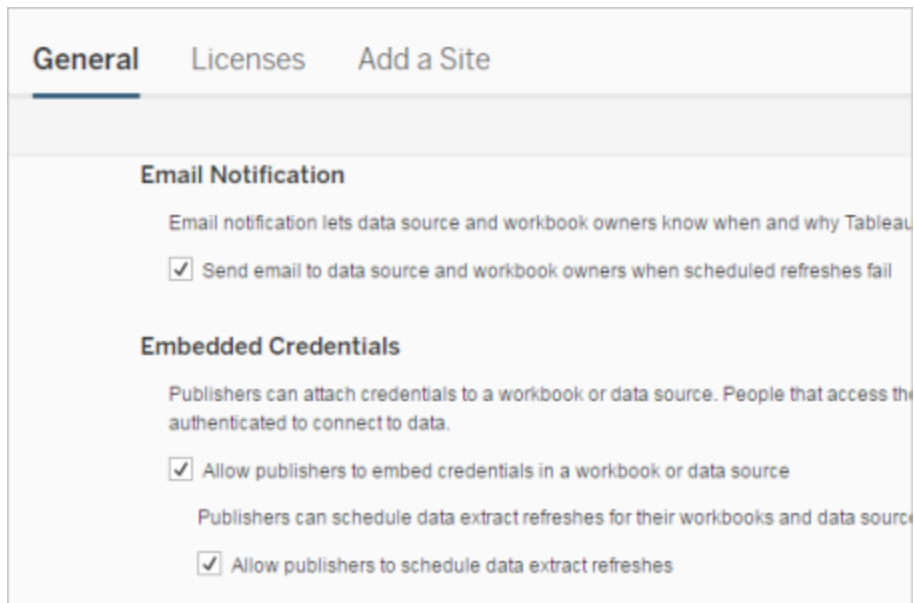 General Licenses Add a Site
Email Notification
Email notification lets data source and workbook owners know when and why Tableau
Send email to data source and workbook owners when scheduled refreshes fail
Embedded Credentials
Publishers can attach credentials to a workbook or data source. People that access the
authenticated to connect to data.
Allow publishers to embed credentials in a workbook or data source
Publishers can schedule data extract refreshes for their workbooks and data source
Allow publishers to schedule data extract refreshes